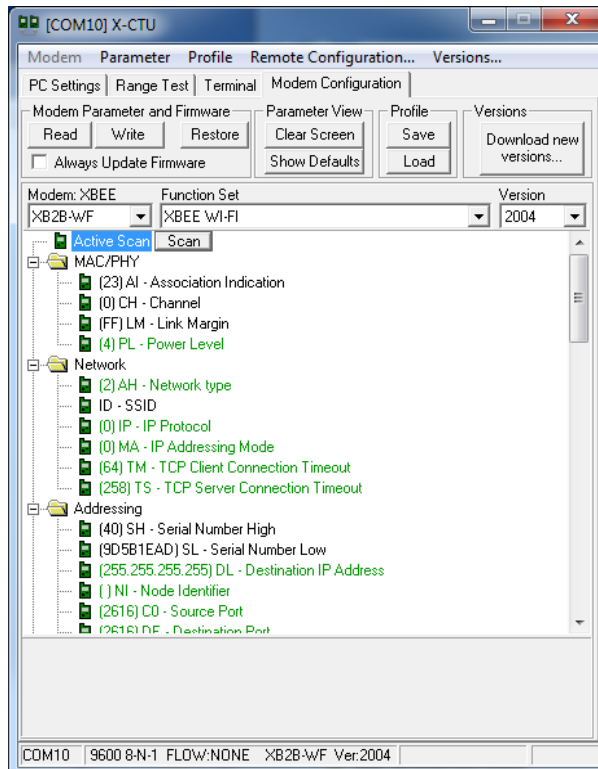 [COM10] X-CTU
Modem Parameter Profile Remote Configuration... Versions...
PC Settings Range Test Terminal Modem Configuration
Modem Parameter and Firmware Parameter View Profile Versions
Read Write Restore Clear Screen Save Download new versions...
Always Update Firmware Show Defaults Load
Modem: XBEE Function Set Version
XB2B-WF XBEE WI-FI 2004
Active Scan Scan
MAC/PHY
(23) AI - Association Indication
(0) CH - Channel
(FF) LM - Link Margin
(4) PL - Power Level
Network
(2) AH - Network type
ID - SSID
(0) IP - IP Protocol
(0) MA - IP Addressing Mode
(64) TM - TCP Client Connection Timeout
(258) TS - TCP Server Connection Timeout
Addressing
(40) SH - Serial Number High
(9D5B1EAD) SL - Serial Number Low
(255.255.255.255) DL - Destination IP Address
( ) NI - Node Identifier
(2616) C0 - Source Port
(2616) DE - Destination Port
COM10 9600 8-N-1 FLOW:NONE XB2B-WF Ver:2004